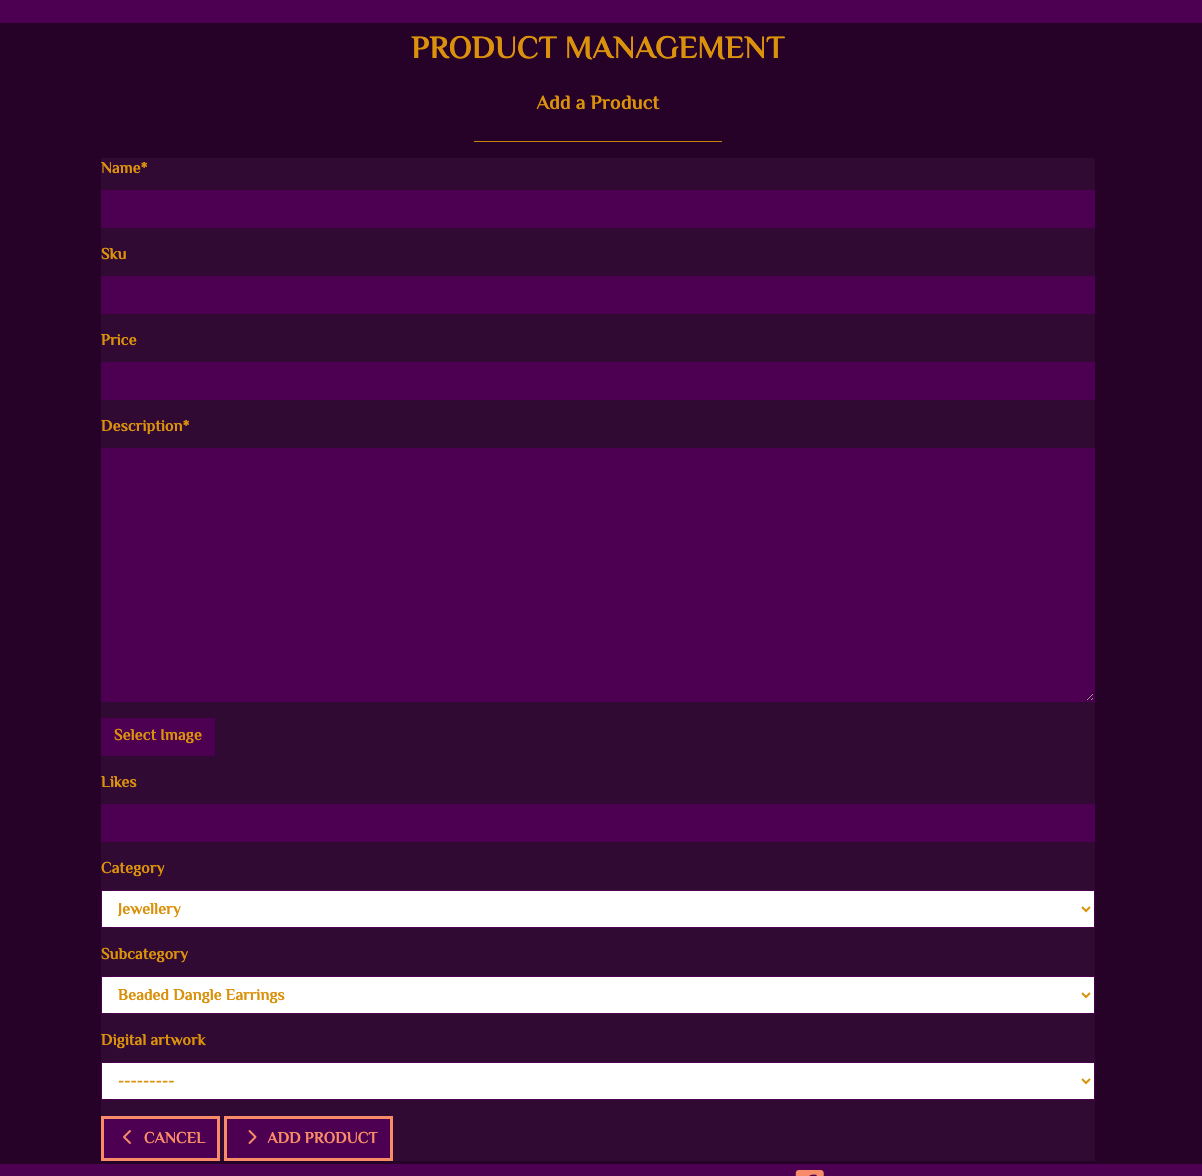 PRODUCT MANAGEMENT
Add a Product
Name*
Sku
Price
Description*
Select Image
Likes
Category
Jewellery
Subcategory
Beaded Dangle Earrings
Digital artwork
---------
CANCEL ADD PRODUCT